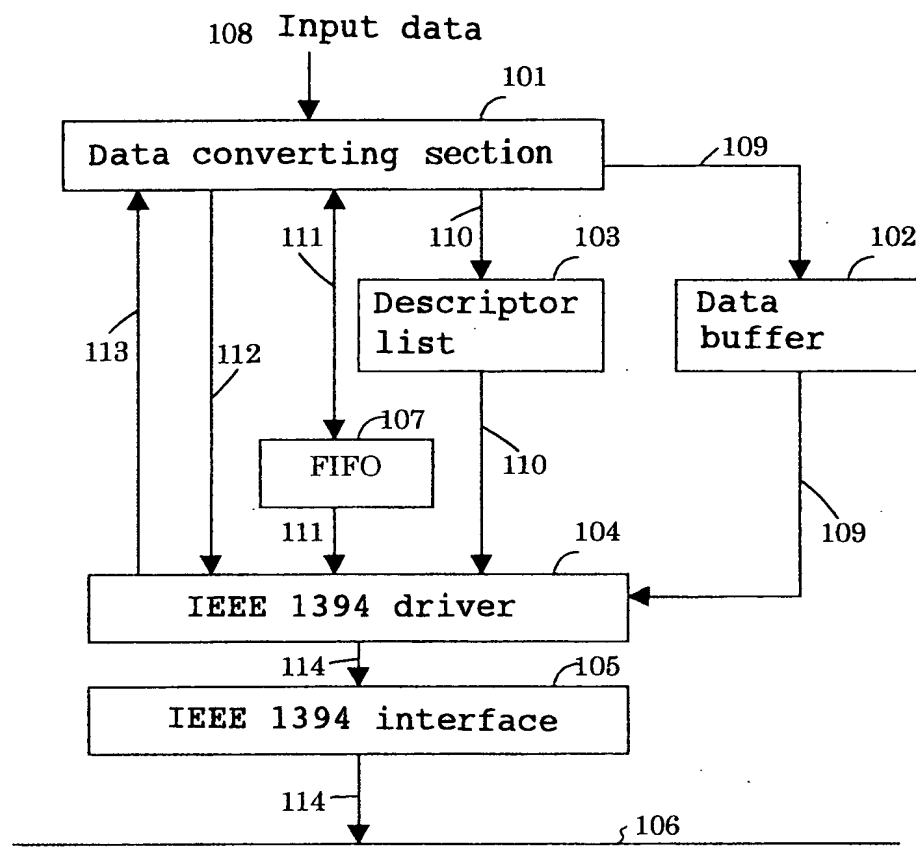 108 Input data
101
Data converting section
109
111
110
103
102
Descriptor
list
Data
buffer
113
112
107
FIFO
110
109
111
104
IEEE 1394 driver
114
105
IEEE 1394 interface
114
106